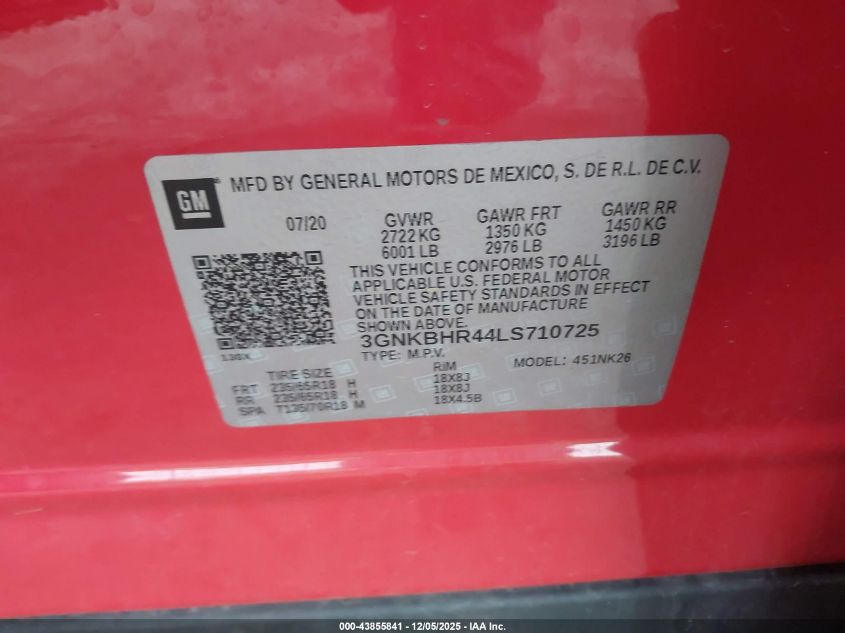 GM
MFD BY GENERAL MOTORS DE MEXICO, S. DE R.L. DE C.V.
07/20 GVWR GAWR FRT GAWR RR
2722 KG 1350 KG 1450 KG
6001 LB 2976 LB 3196 LB
THIS VEHICLE CONFORMS TO ALL
APPLICABLE U.S. FEDERAL MOTOR
VEHICLE SAFETY STANDARDS IN EFFECT
ON THE DATE OF MANUFACTURE
SHOWN ABOVE.
3GNKBHR44LS710725
TYPE: M.P.V. MODEL: 451NK26
TIRE SIZE RIM
FRT 235/65R18 H 18X8J
RR 235/65R18 H 18X8J
SPA T135/70R18 M 18X4.5B
000-43855841 - 12/05/2025 - IAA Inc.